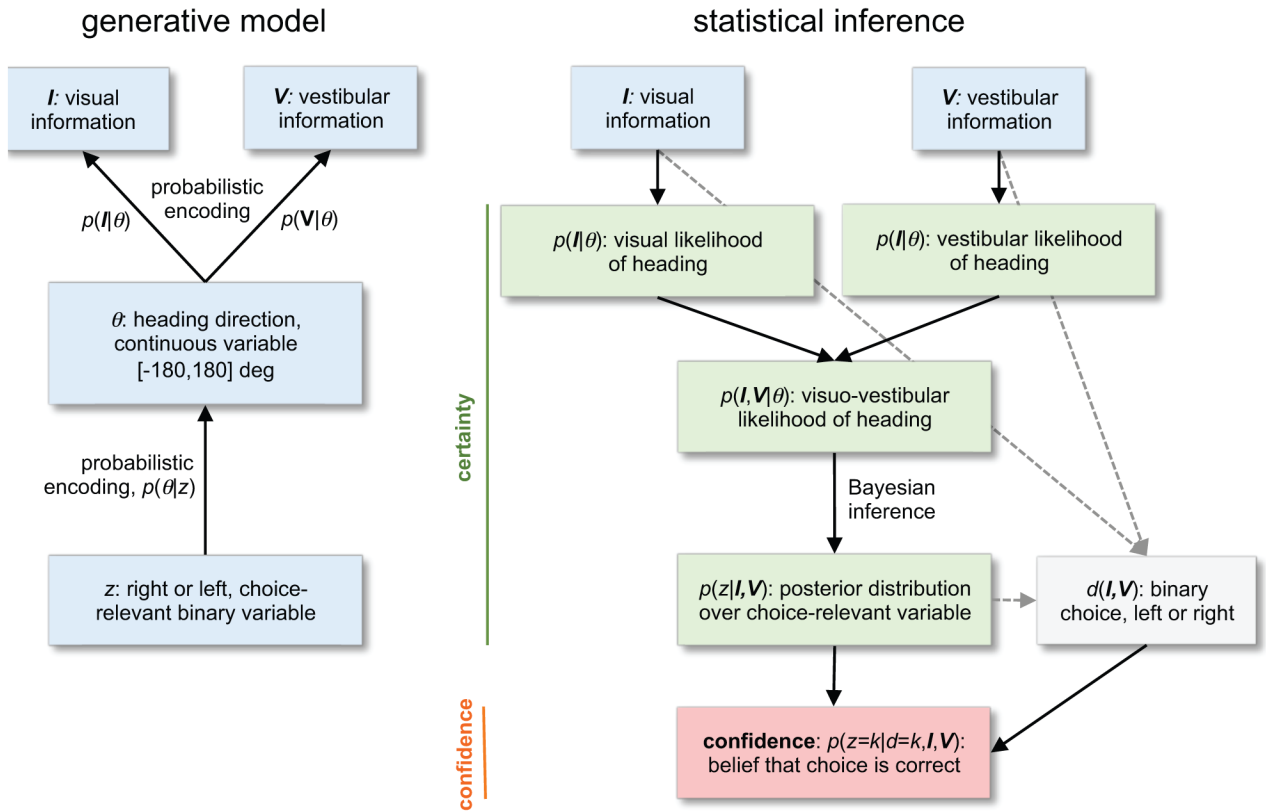 generative model
I: visual
information
V: vestibular
information
probabilistic
encoding
p(I|θ)
p(V|θ)
θ: heading direction,
continuous variable
[-180,180] deg
probabilistic
encoding, p(θ|z)
z: right or left, choice-
relevant binary variable
statistical inference
I: visual
information
V: vestibular
information
p(I|θ): visual likelihood
of heading
p(I|θ): vestibular likelihood
of heading
p(I,V|θ): visuo-vestibular
likelihood of heading
certainty
Bayesian
inference
p(z|I,V): posterior distribution
over choice-relevant variable
d(I,V): binary
choice, left or right
confidence
confidence: p(z=k|d=k,I,V):
belief that choice is correct